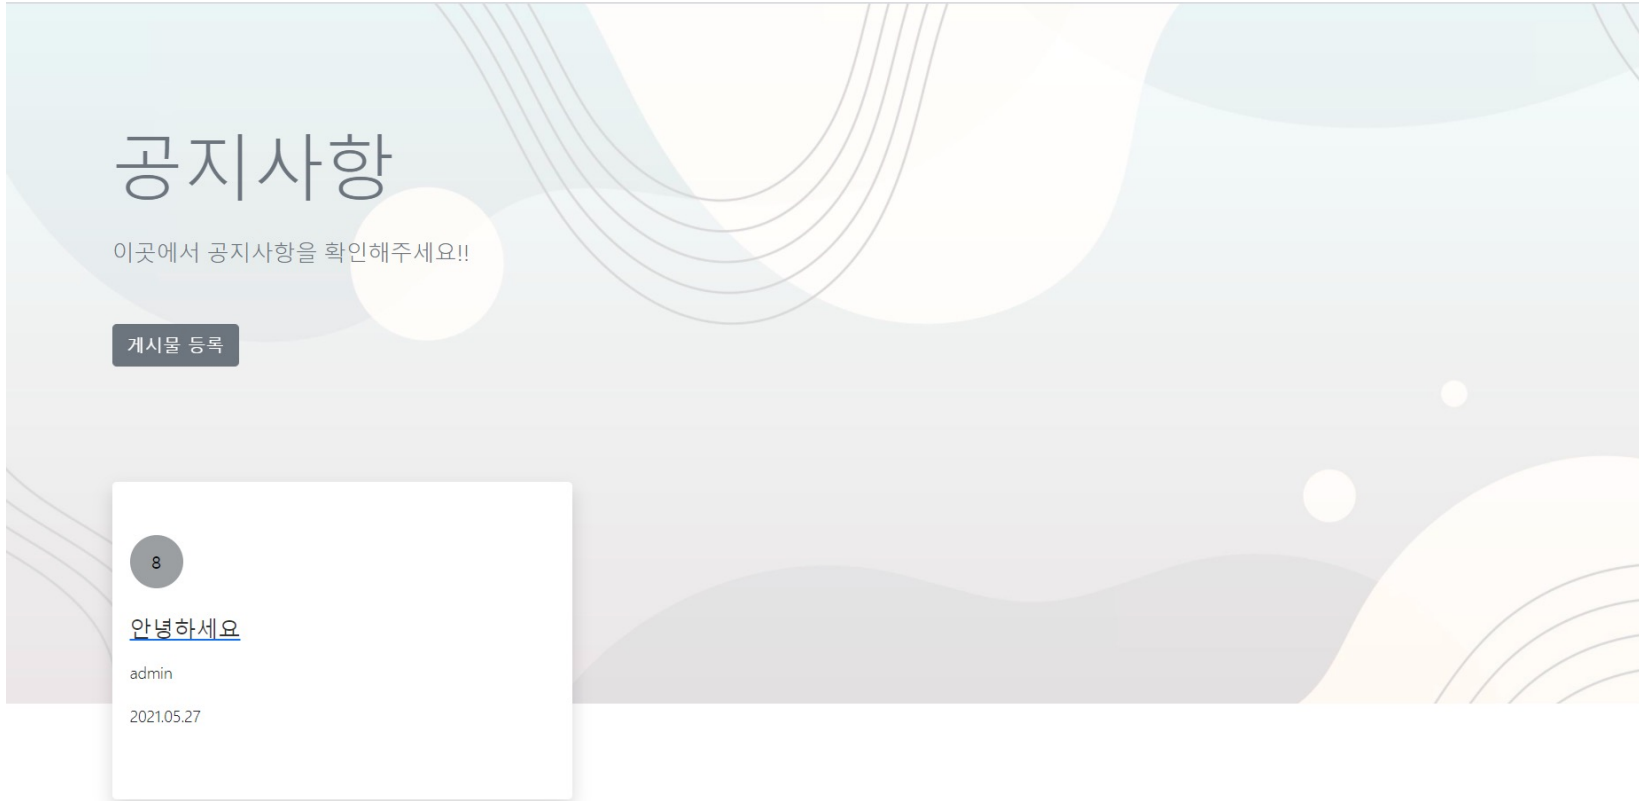 공지사항
이곳에서 공지사항을 확인해주세요!!
게시물 등록
8
안녕하세요
admin
2021.05.27